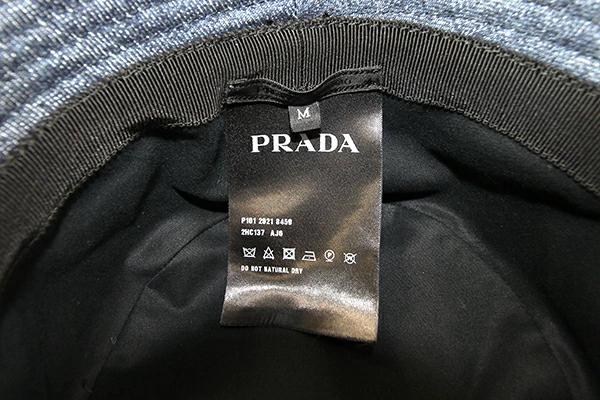 M
PRADA
P101 2021 8450
2HC137 AJ6
DO NOT NATURAL DRY